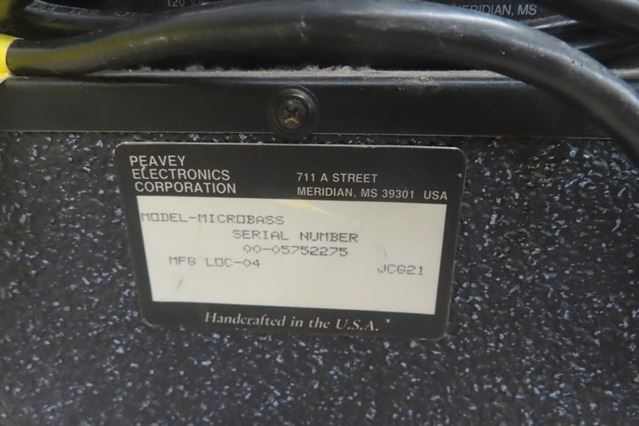 120
MERIDIAN, MS
PEAVEY
ELECTRONICS
CORPORATION
711 A STREET
MERIDIAN, MS 39301 USA
MODEL-MICROBASS
SERIAL NUMBER
00-05752275
MFG LOC-04
JCG21
Handcrafted in the U.S.A.